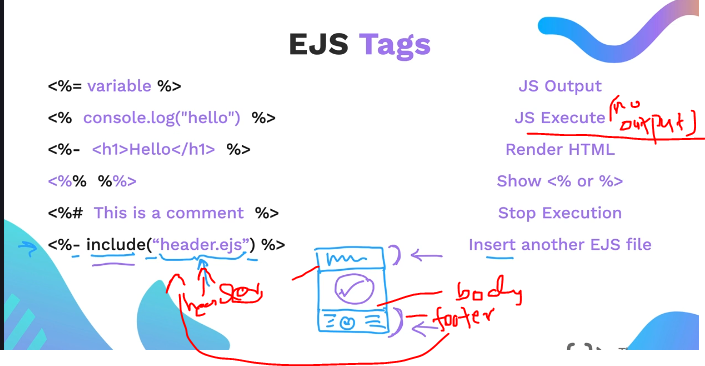 EJS Tags
<%= variable %> JS Output
<% console.log("hello") %> JS Execute [no output]
<%- <h1>Hello</h1> %> Render HTML
<%% %%> Show <% or %>
<%# This is a comment %> Stop Execution
<%- include(“header.ejs”) %> Insert another EJS file
body
footer